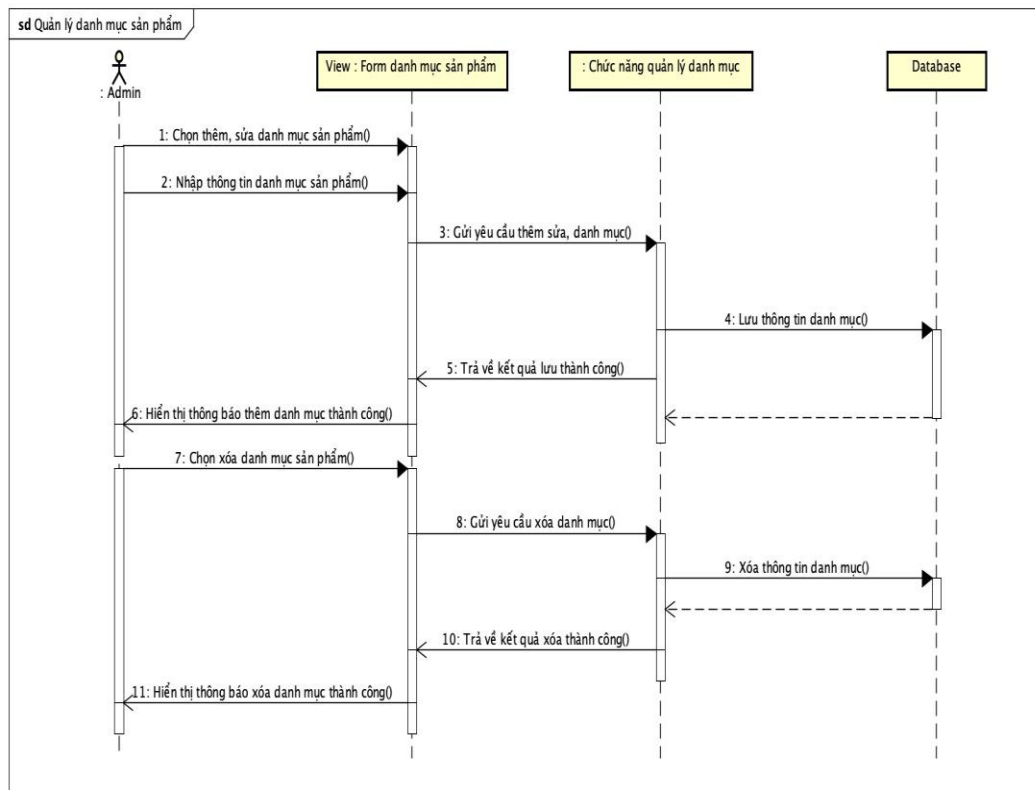 sd Quản lý danh mục sản phẩm
: Admin
View : Form danh mục sản phẩm
: Chức năng quản lý danh mục
Database
1: Chọn thêm, sửa danh mục sản phẩm()
2: Nhập thông tin danh mục sản phẩm()
3: Gửi yêu cầu thêm sửa, danh mục()
4: Lưu thông tin danh mục()
5: Trả về kết quả lưu thành công()
6: Hiển thị thông báo thêm danh mục thành công()
7: Chọn xóa danh mục sản phẩm()
8: Gửi yêu cầu xóa danh mục()
9: Xóa thông tin danh mục()
10: Trả về kết quả xóa thành công()
11: Hiển thị thông báo xóa danh mục thành công()